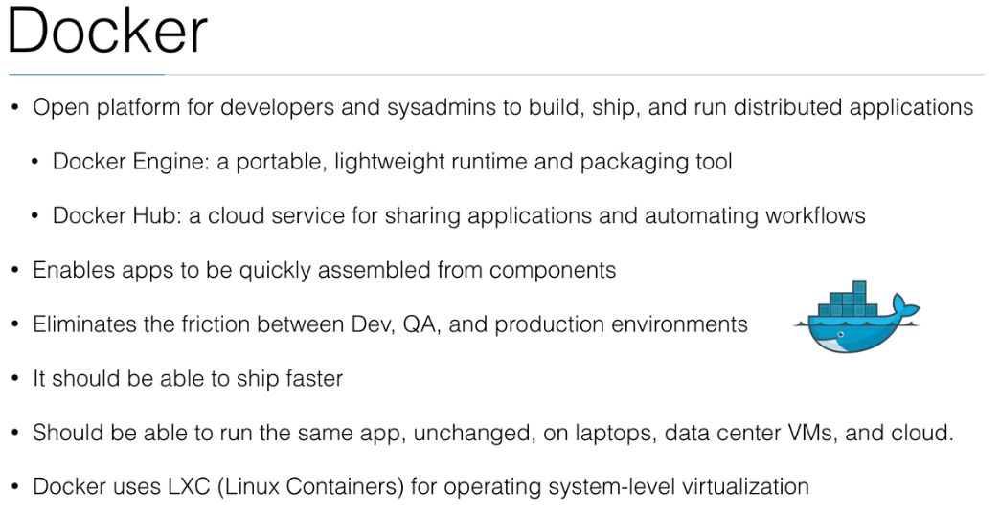 Docker
• Open platform for developers and sysadmins to build, ship, and run distributed applications
• Docker Engine: a portable, lightweight runtime and packaging tool
• Docker Hub: a cloud service for sharing applications and automating workflows
• Enables apps to be quickly assembled from components
• Eliminates the friction between Dev, QA, and production environments
• It should be able to ship faster
• Should be able to run the same app, unchanged, on laptops, data center VMs, and cloud.
• Docker uses LXC (Linux Containers) for operating system-level virtualization